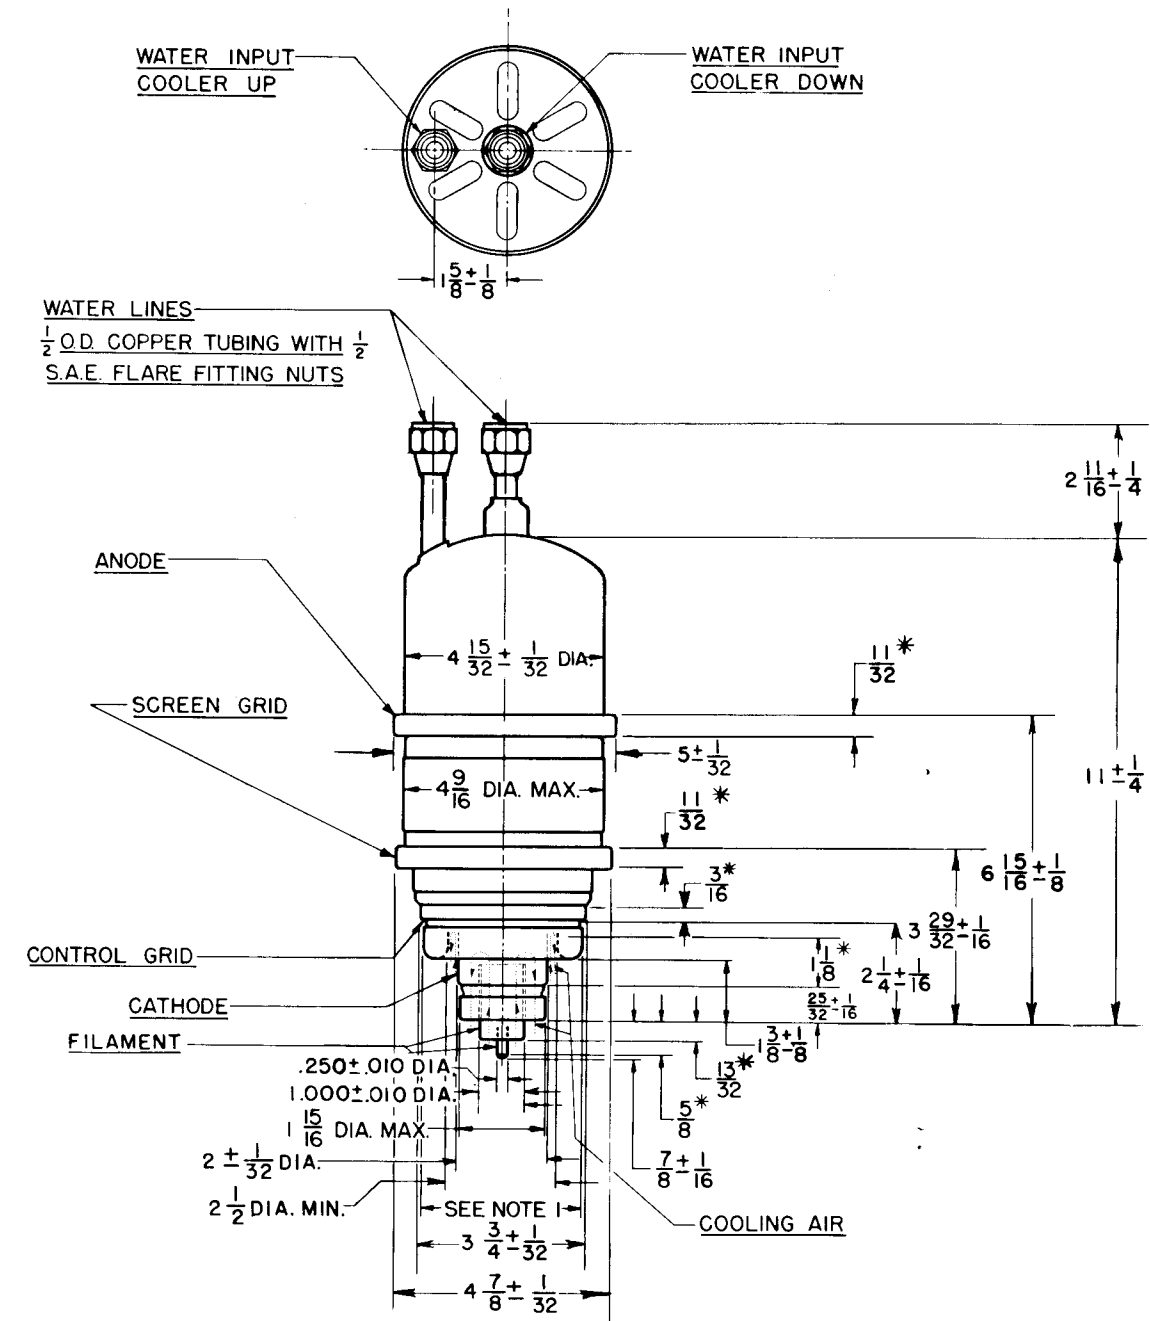 WATER INPUT
COOLER UP
WATER INPUT
COOLER DOWN
1 5/8 ± 1/8
WATER LINES
1/2 O.D. COPPER TUBING WITH 1/2
S.A.E. FLARE FITTING NUTS
2 11/16 ± 1/4
ANODE
4 15/32 ± 1/32 DIA.
11/32 *
SCREEN GRID
5 ± 1/32
11 ± 1/4
4 9/16 DIA. MAX.
11/32 *
6 15/16 ± 1/8
3/16 *
3 29/32 ± 1/16
CONTROL GRID
1 1/8 *
2 1/4 ± 1/16
CATHODE
25/32 ± 1/16
FILAMENT
1 3/8 ± 1/8
.250 ± .010 DIA.
13/32 *
1.000 ± .010 DIA.
5/8 *
1 15/16 DIA. MAX.
2 ± 1/32 DIA.
7/8 ± 1/16
2 1/2 DIA. MIN.
SEE NOTE 1
COOLING AIR
3 3/4 ± 1/32
4 7/8 ± 1/32